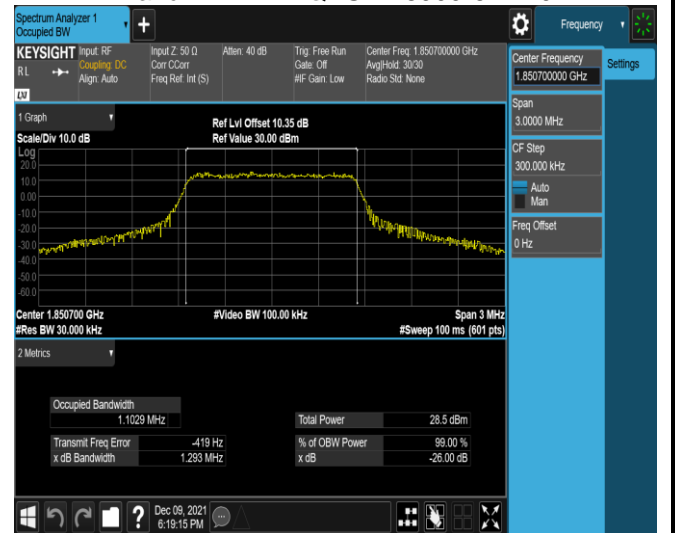 Spectrum Analyzer 1
Occupied BW
+
Frequency
KEYSIGHT
RL
LXI
Input: RF
Coupling: DC
Align: Auto
Input Z: 50 Ω
Corr CCorr
Freq Ref: Int (S)
Atten: 40 dB
Trig: Free Run
Gate: Off
#IF Gain: Low
Center Freq: 1.850700000 GHz
Avg|Hold: 30/30
Radio Std: None
Center Frequency
1.850700000 GHz
Settings
Span
3.0000 MHz
CF Step
300.000 kHz
Auto
Man
Freq Offset
0 Hz
1 Graph
Scale/Div 10.0 dB
Ref Lvl Offset 10.35 dB
Ref Value 30.00 dBm
Log
20.0
10.0
0.00
-10.0
-20.0
-30.0
-40.0
-50.0
-60.0
Center 1.850700 GHz
#Video BW 100.00 kHz
Span 3 MHz
#Res BW 30.000 kHz
#Sweep 100 ms (601 pts)
2 Metrics
Occupied Bandwidth
1.1029 MHz
Total Power 28.5 dBm
Transmit Freq Error -419 Hz
% of OBW Power 99.00 %
x dB Bandwidth 1.293 MHz
x dB -26.00 dB
?
Dec 09, 2021
6:19:15 PM